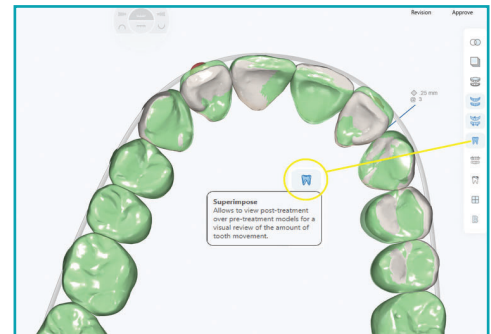 Revision Approve
25 mm
3
Superimpose
Allows to view post-treatment
over pre-treatment models for a
visual review of the amount of
tooth movement.